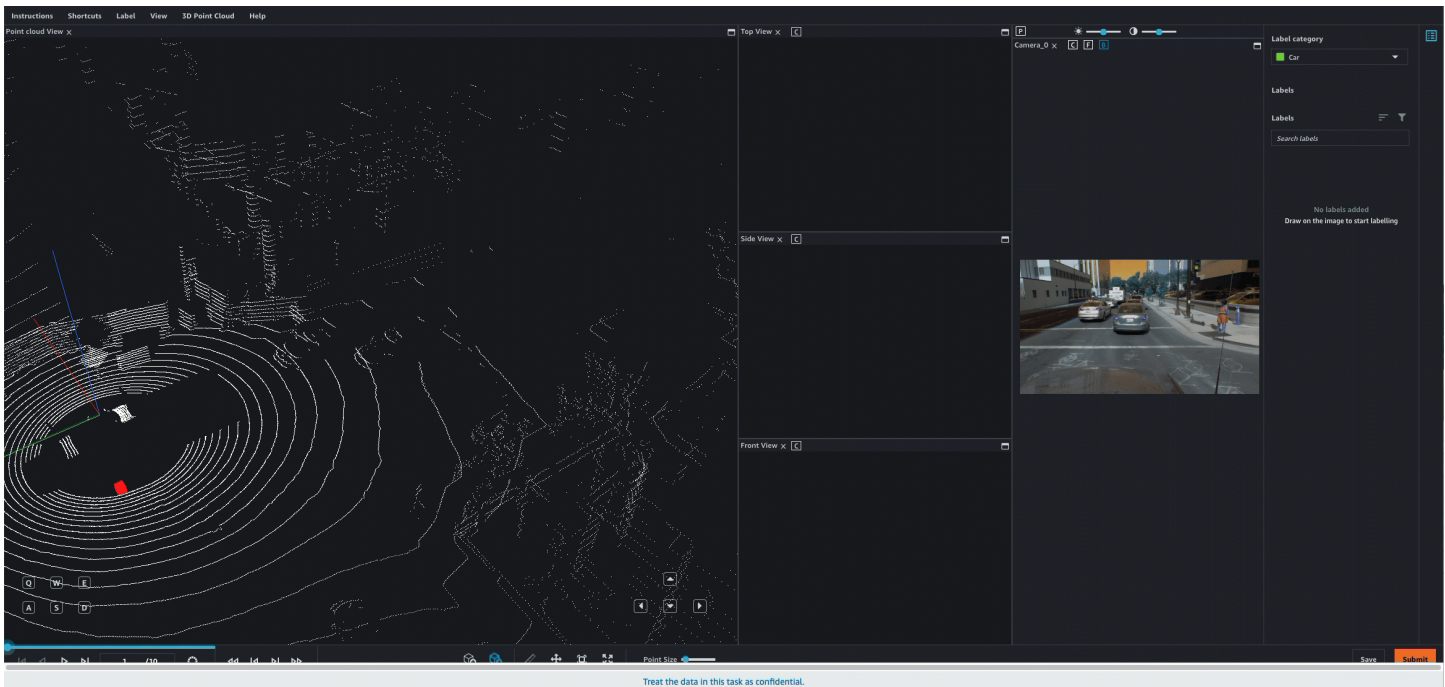 Instructions Shortcuts Label View 3D Point Cloud Help
Point cloud View x
Top View x C
P
Camera_0 x C F B
Label category
Car
Labels
Labels
Search labels
No labels added
Draw on the image to start labelling
Side View x C
Front View x C
Q W E
A S D
1 /10
Point Size
Save Submit
Treat the data in this task as confidential.